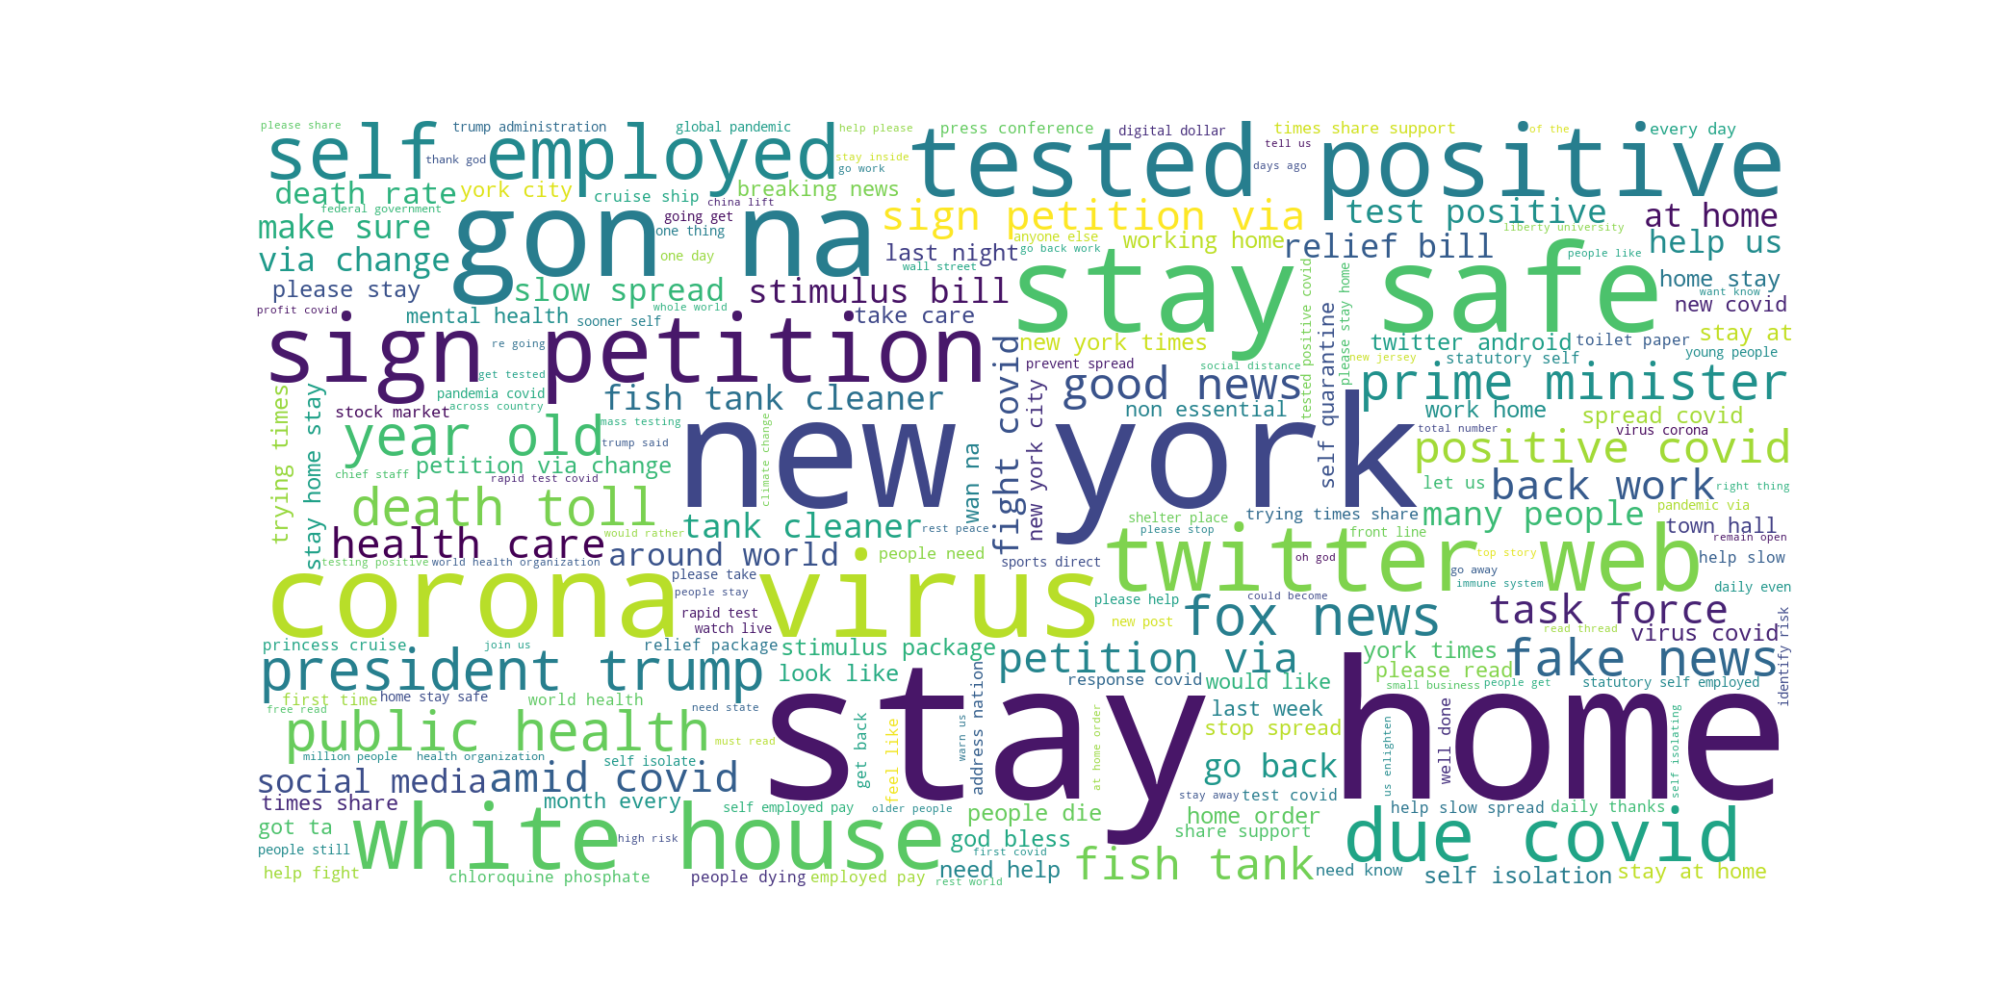 please share
trump administration
global pandemic
help please
press conference
digital dollar
times share support
of the
every day
self employed
thank god
stay inside
go work
tested positive
tell us
days ago
death rate
york city
cruise ship
breaking news
china lift
federal government
going get
one thing
make sure
gon na
sign petition via
test positive
at home
anyone else
working home
go back work
liberty university
relief bill
people like
help us
via change
one day
last night
wall street
stay safe
home stay
want know
please stay
slow spread
stimulus bill
new covid
profit covid
mental health
sooner self
whole world
take care
sign petition
re going
get tested
new york times
prevent spread
social distance
tested positive covid
please stay home
self quarantine
twitter android
toilet paper
stay at
new jersey
statutory self
young people
prime minister
trying times
stay home stay
pandemia covid
stock market
across country
fish tank cleaner
mass testing
trump said
climate change
year old
chief staff
petition via change
rapid test covid
new york
wan na
fight covid
new york city
good news
non essential
work home
spread covid
total number
virus corona
positive covid
let us
back work
right thing
death toll
tank cleaner
would rather
rest peace
shelter place
please stop
trying times share
many people
pandemic via
town hall
remain open
front line
health care
around world
people need
sports direct
oh god
top story
go away
help slow
testing positive
world health organization
please take
people stay
corona virus
twitter web
immune system
daily even
could become
please help
rapid test
watch live
new post
fox news
task force
read thread
virus covid
identify risk
princess cruise
join us
relief package
stimulus package
york times
please read
fake news
president trump
look like
petition via
response covid
would like
small business
people get
statutory self employed
first time
home stay safe
world health
need state
free read
stay home
address nation
warn us
last week
stop spread
at home order
us enlighten
well done
self isolating
public health
must read
get back
feel like
million people
health organization
self isolate
social media
amid covid
go back
times share
month every
self employed pay
older people
people die
stay away
test covid
home order
help slow spread
daily thanks
got ta
white house
high risk
god bless
share support
due covid
people still
first covid
help fight
chloroquine phosphate
people dying
employed pay
rest world
need help
fish tank
need know
self isolation
stay at home